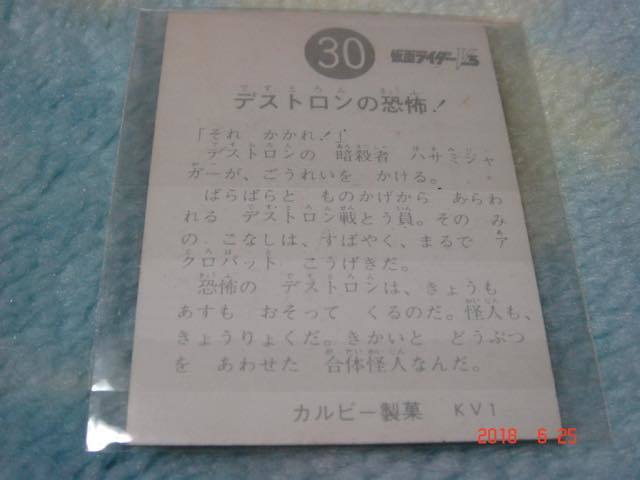 30
仮面ライダーV3
デストロンの恐怖!
「それ かかれ!!」
デストロンの 暗殺者 ハサミジャ
ガーが、ごうれいを かける。
ばらばらと ものかげから あらわ
れる デストロン戦とう員。その み
の こなしは、すばやく、まるで ア
クロバット こうげきだ。
恐怖の デストロンは、きょうも
あすも おそって くるのだ。怪人も、
きょうりょくだ。きかいと どうぶつ
を あわせた 合体怪人なんだ。
カルビー製菓 KV1
2018 6 25